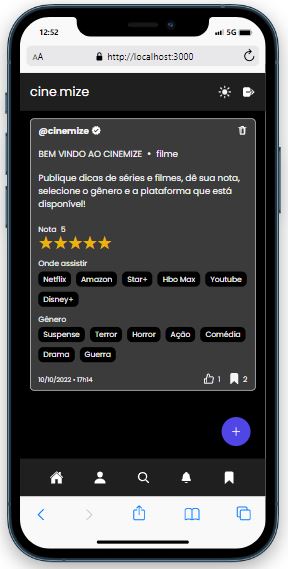 12:52
5G
AA
http://localhost:3000
cine mize
@cinemize
BEM VINDO AO CINEMIZE • filme
Publique dicas de séries e filmes, dê sua nota,
selecione o gênero e a plataforma que está
disponível!
Nota 5
Onde assistir
Netflix Amazon Star+ Hbo Max Youtube
Disney+
Gênero
Suspense Terror Horror Ação Comédia
Drama Guerra
10/10/2022 • 17h14
1 2